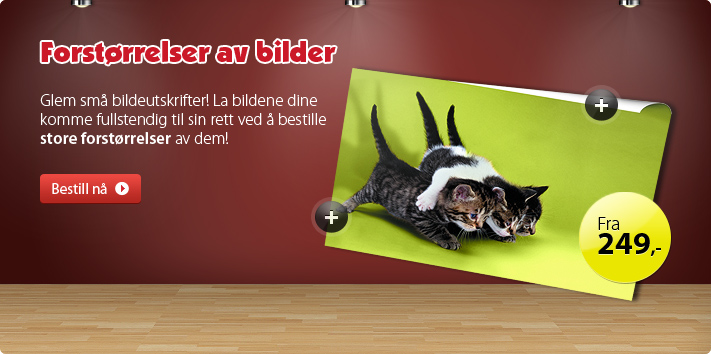 Forstørrelser av bilder
Glem små bildeutskrifter! La bildene dine
komme fullstendig til sin rett ved å bestille
store forstørrelser av dem!
Bestill nå
Fra
249,-